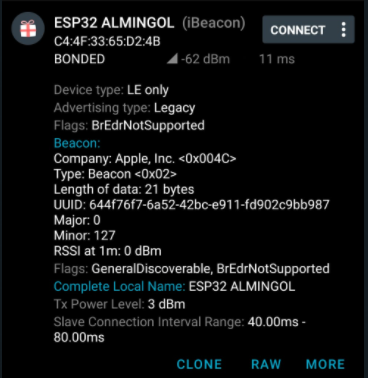 ESP32 ALMINGOL (iBeacon)
CONNECT
C4:4F:33:65:D2:4B
BONDED -62 dBm 11 ms
Device type: LE only
Advertising type: Legacy
Flags: BrEdrNotSupported
Beacon:
Company: Apple, Inc. <0x004C>
Type: Beacon <0x02>
Length of data: 21 bytes
UUID: 644f76f7-6a52-42bc-e911-fd902c9bb987
Major: 0
Minor: 127
RSSI at 1m: 0 dBm
Flags: GeneralDiscoverable, BrEdrNotSupported
Complete Local Name: ESP32 ALMINGOL
Tx Power Level: 3 dBm
Slave Connection Interval Range: 40.00ms -
80.00ms
CLONE RAW MORE